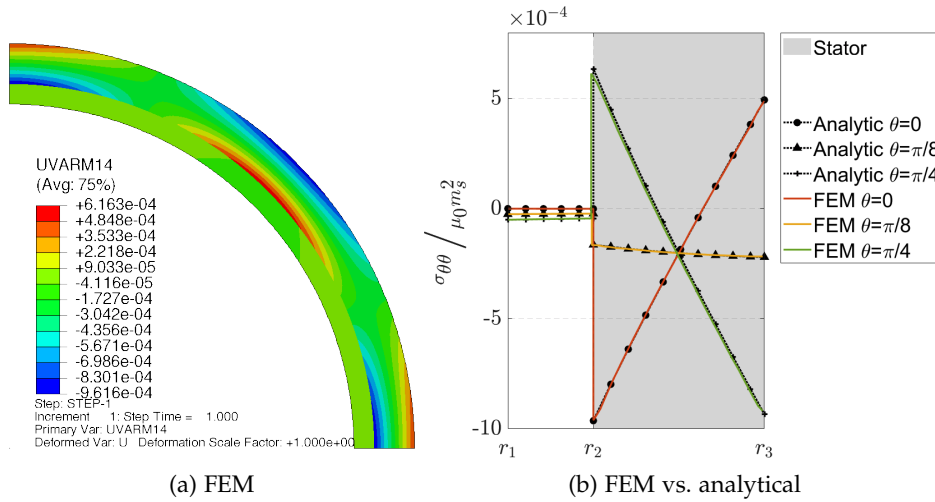 UVARM14
(Avg: 75%)
+6.163e-04
+4.848e-04
+3.533e-04
+2.218e-04
+9.033e-05
-4.116e-05
-1.727e-04
-3.042e-04
-4.356e-04
-5.671e-04
-6.986e-04
-8.301e-04
-9.616e-04
Step: STEP-1
Increment 1: Step Time = 1.000
Primary Var: UVARM14
Deformed Var: U Deformation Scale Factor: +1.000e+00
(a) FEM
×10⁻⁴
5
0
-5
-10
σθθ / μ₀mₛ²
r₁ r₂ r₃
Stator
Analytic θ=0
Analytic θ=π/8
Analytic θ=π/4
FEM θ=0
FEM θ=π/8
FEM θ=π/4
(b) FEM vs. analytical